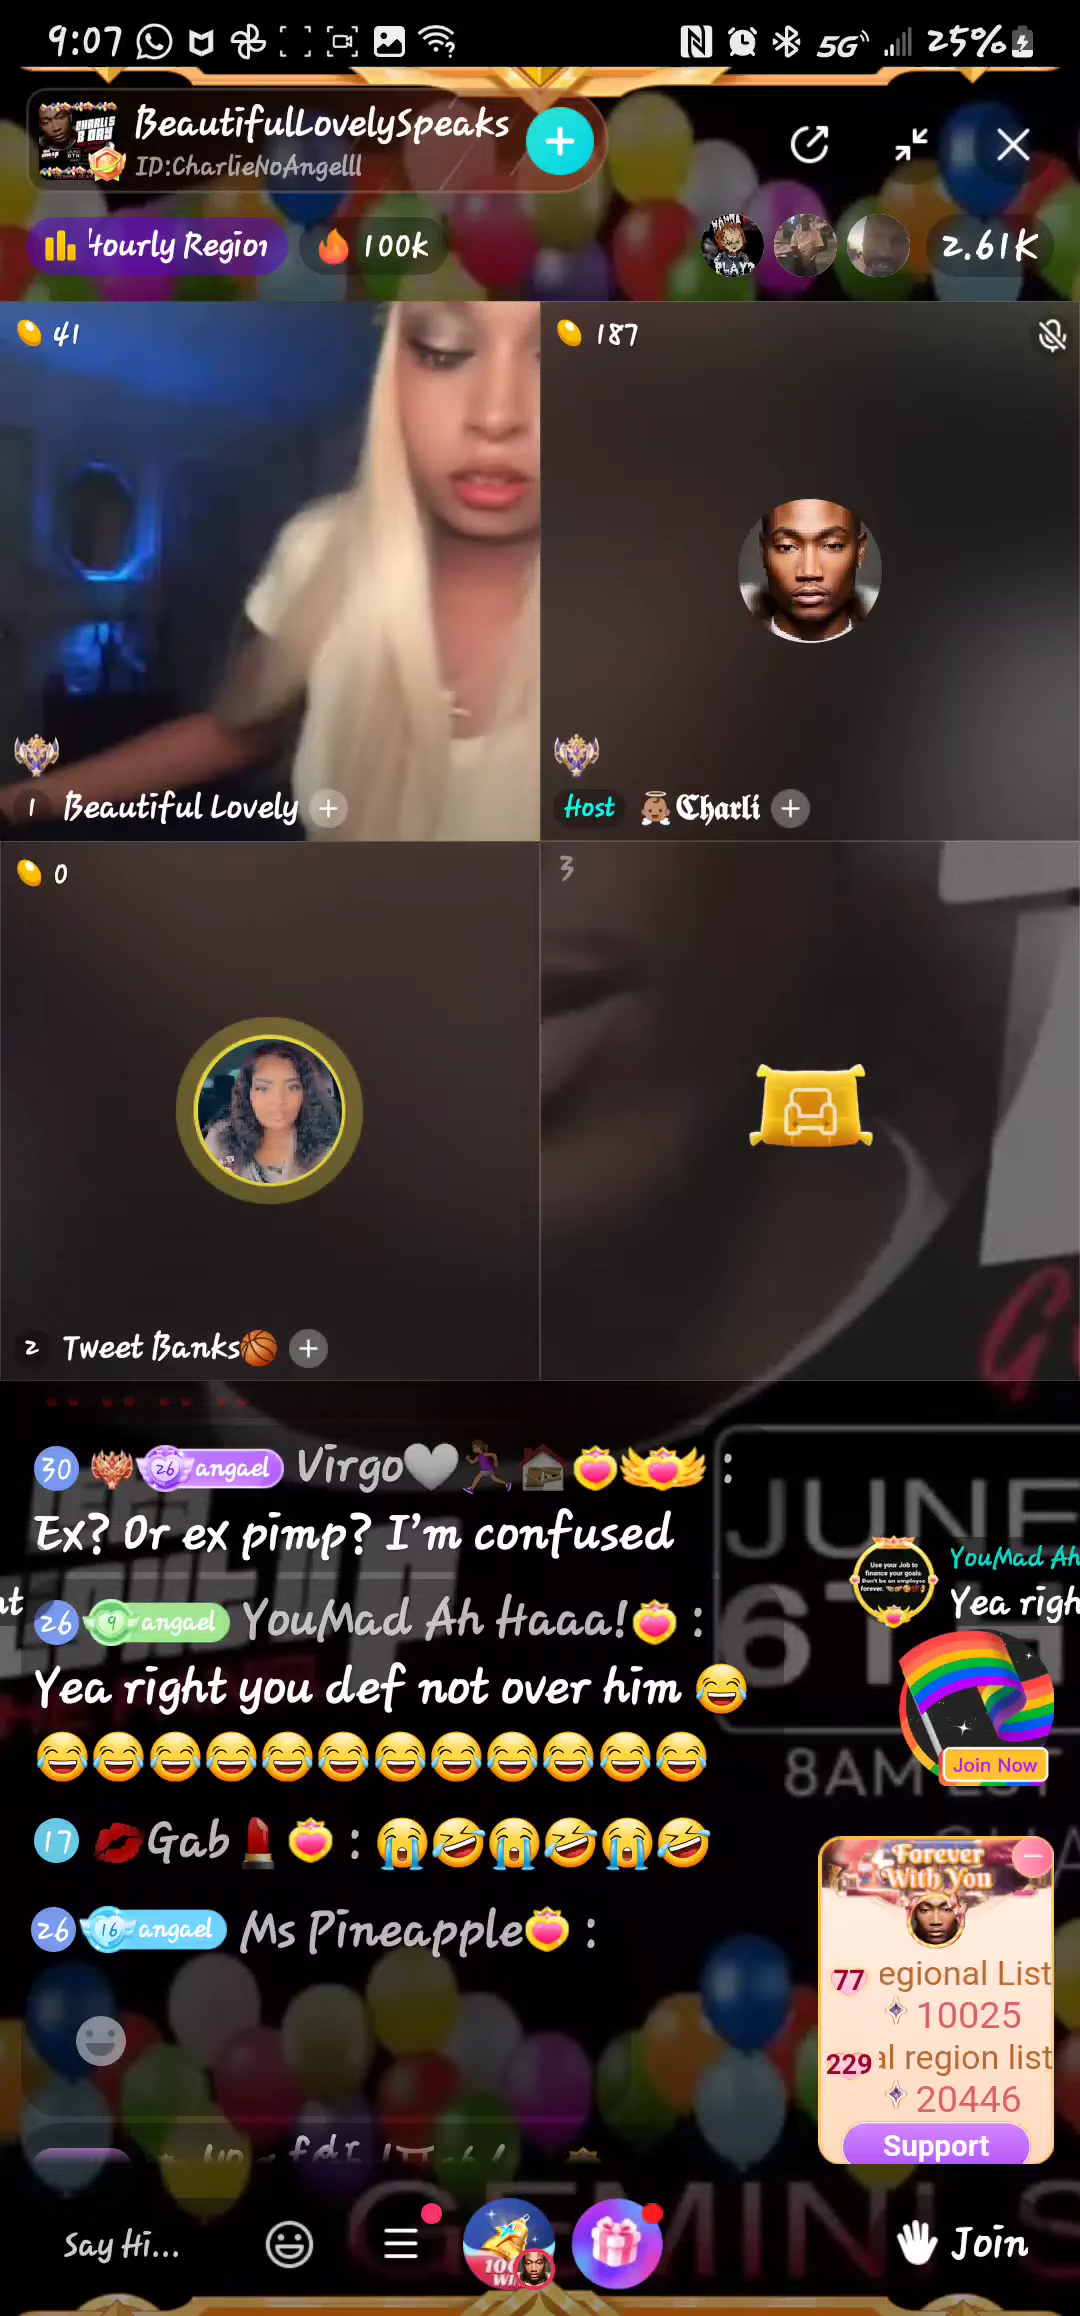 9:07
5G
25%
BeautifulLovelySpeaks
ID:CharlieNoAngelll
Hourly Region
100k
2.61K
41
187
1 Beautiful Lovely
Host Charli
0
3
2 Tweet Banks
30 26 angael Virgo :
Ex? Or ex pimp? I'm confused
26 9 angael YouMad Ah Haaa! :
Yea right you def not over him 😂
😂😂😂😂😂😂😂😂😂😂😂😂
17 💋Gab💄 : 😭🤣😭🤣😭🤣
26 16 angael Ms Pineapple :
JUNE
6TH
8AM EST
YouMad Ah
Yea righ
Join Now
Forever
With You
77 egional List
10025
229 al region list
20446
Support
GEMINI S
Say Hi...
Join